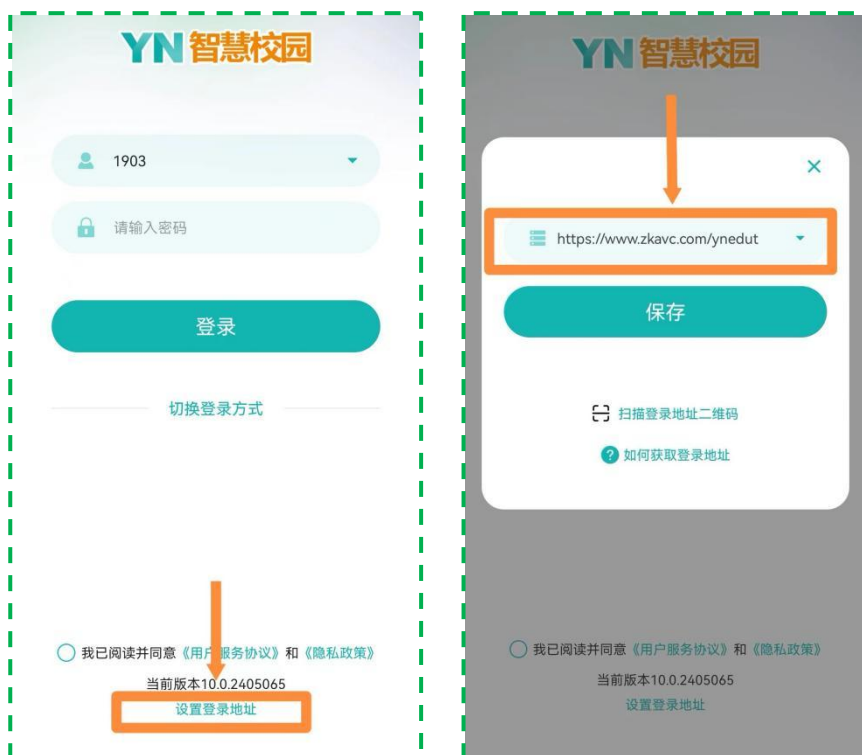 YN智慧校园
1903
请输入密码
登录
切换登录方式
我已阅读并同意《用户服务协议》和《隐私政策》
当前版本10.0.2405065
设置登录地址
YN智慧校园
https://www.zkavc.com/ynedut
保存
扫描登录地址二维码
如何获取登录地址
我已阅读并同意《用户服务协议》和《隐私政策》
当前版本10.0.2405065
设置登录地址